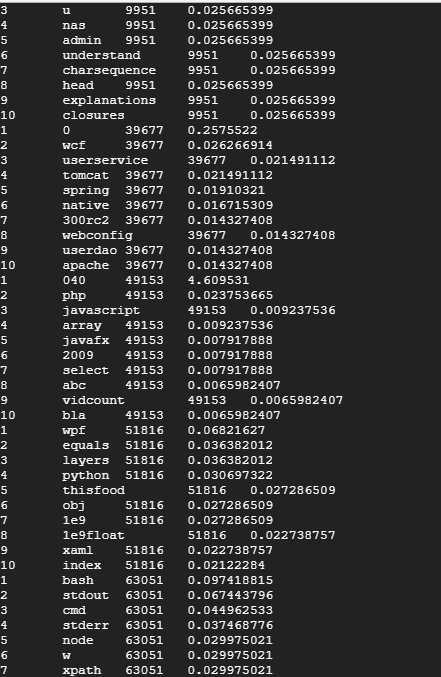 3 u 9951 0.025665399
4 nas 9951 0.025665399
5 admin 9951 0.025665399
6 understand 9951 0.025665399
7 charsequence 9951 0.025665399
8 head 9951 0.025665399
9 explanations 9951 0.025665399
10 closures 9951 0.025665399
1 0 39677 0.2575522
2 wcf 39677 0.026266914
3 userservice 39677 0.021491112
4 tomcat 39677 0.021491112
5 spring 39677 0.01910321
6 native 39677 0.016715309
7 300rc2 39677 0.014327408
8 webconfig 39677 0.014327408
9 userdao 39677 0.014327408
10 apache 39677 0.014327408
1 040 49153 4.609531
2 php 49153 0.023753665
3 javascript 49153 0.009237536
4 array 49153 0.009237536
5 javafx 49153 0.007917888
6 2009 49153 0.007917888
7 select 49153 0.007917888
8 abc 49153 0.0065982407
9 vidcount 49153 0.0065982407
10 bla 49153 0.0065982407
1 wpf 51816 0.06821627
2 equals 51816 0.036382012
3 layers 51816 0.036382012
4 python 51816 0.030697322
5 thisfood 51816 0.027286509
6 obj 51816 0.027286509
7 1e9 51816 0.027286509
8 1e9float 51816 0.022738757
9 xaml 51816 0.022738757
10 index 51816 0.02122284
1 bash 63051 0.097418815
2 stdout 63051 0.067443796
3 cmd 63051 0.044962533
4 stderr 63051 0.037468776
5 node 63051 0.029975021
6 w 63051 0.029975021
7 xpath 63051 0.029975021